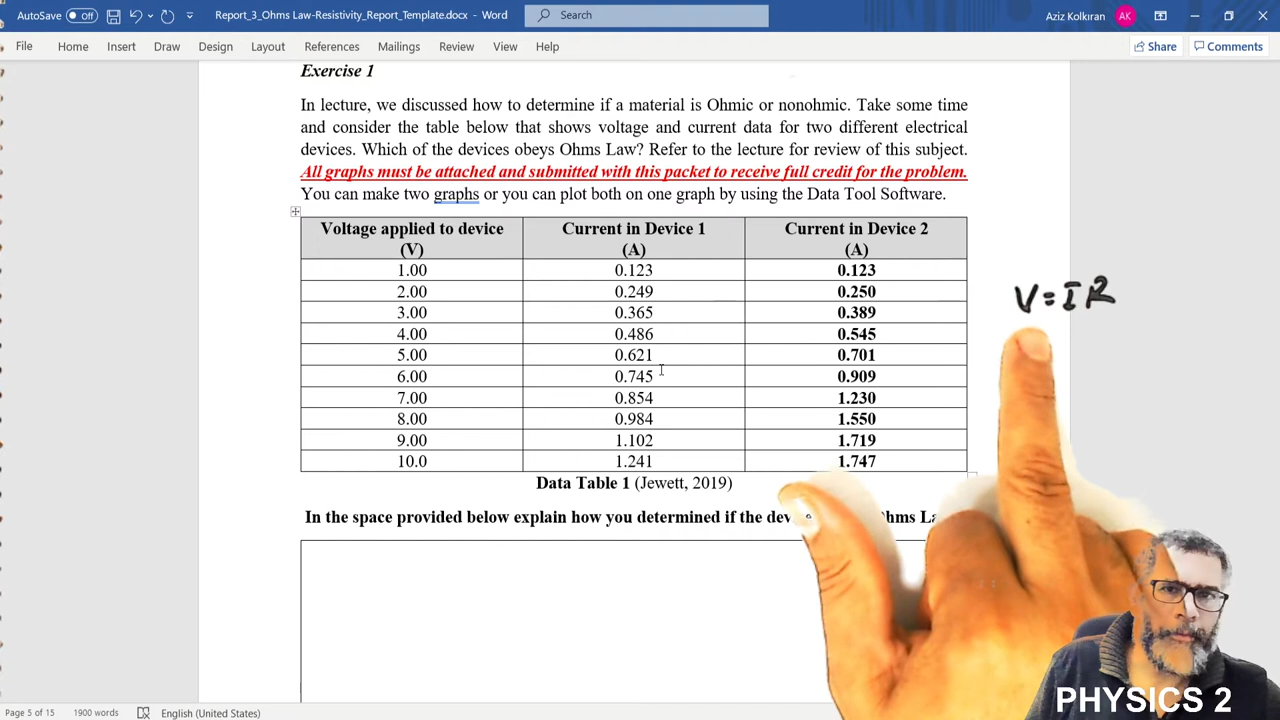 AutoSave Off Report_3_Ohms Law-Resistivity_Report_Template.docx - Word Search Aziz Kolkıran AK
File Home Insert Draw Design Layout References Mailings Review View Help Share Comments
Exercise 1
In lecture, we discussed how to determine if a material is Ohmic or nonohmic. Take some time
and consider the table below that shows voltage and current data for two different electrical
devices. Which of the devices obeys Ohms Law? Refer to the lecture for review of this subject.
All graphs must be attached and submitted with this packet to receive full credit for the problem.
You can make two graphs or you can plot both on one graph by using the Data Tool Software.
Voltage applied to device Current in Device 1 Current in Device 2
(V) (A) (A)
1.00 0.123 0.123
2.00 0.249 0.250
3.00 0.365 0.389
4.00 0.486 0.545
5.00 0.621 0.701
6.00 0.745 0.909
7.00 0.854 1.230
8.00 0.984 1.550
9.00 1.102 1.719
10.0 1.241 1.747
V=IR
Data Table 1 (Jewett, 2019)
In the space provided below explain how you determined if the hms
PHYSICS 2
Page 5 of 15 1900 words English (United States)